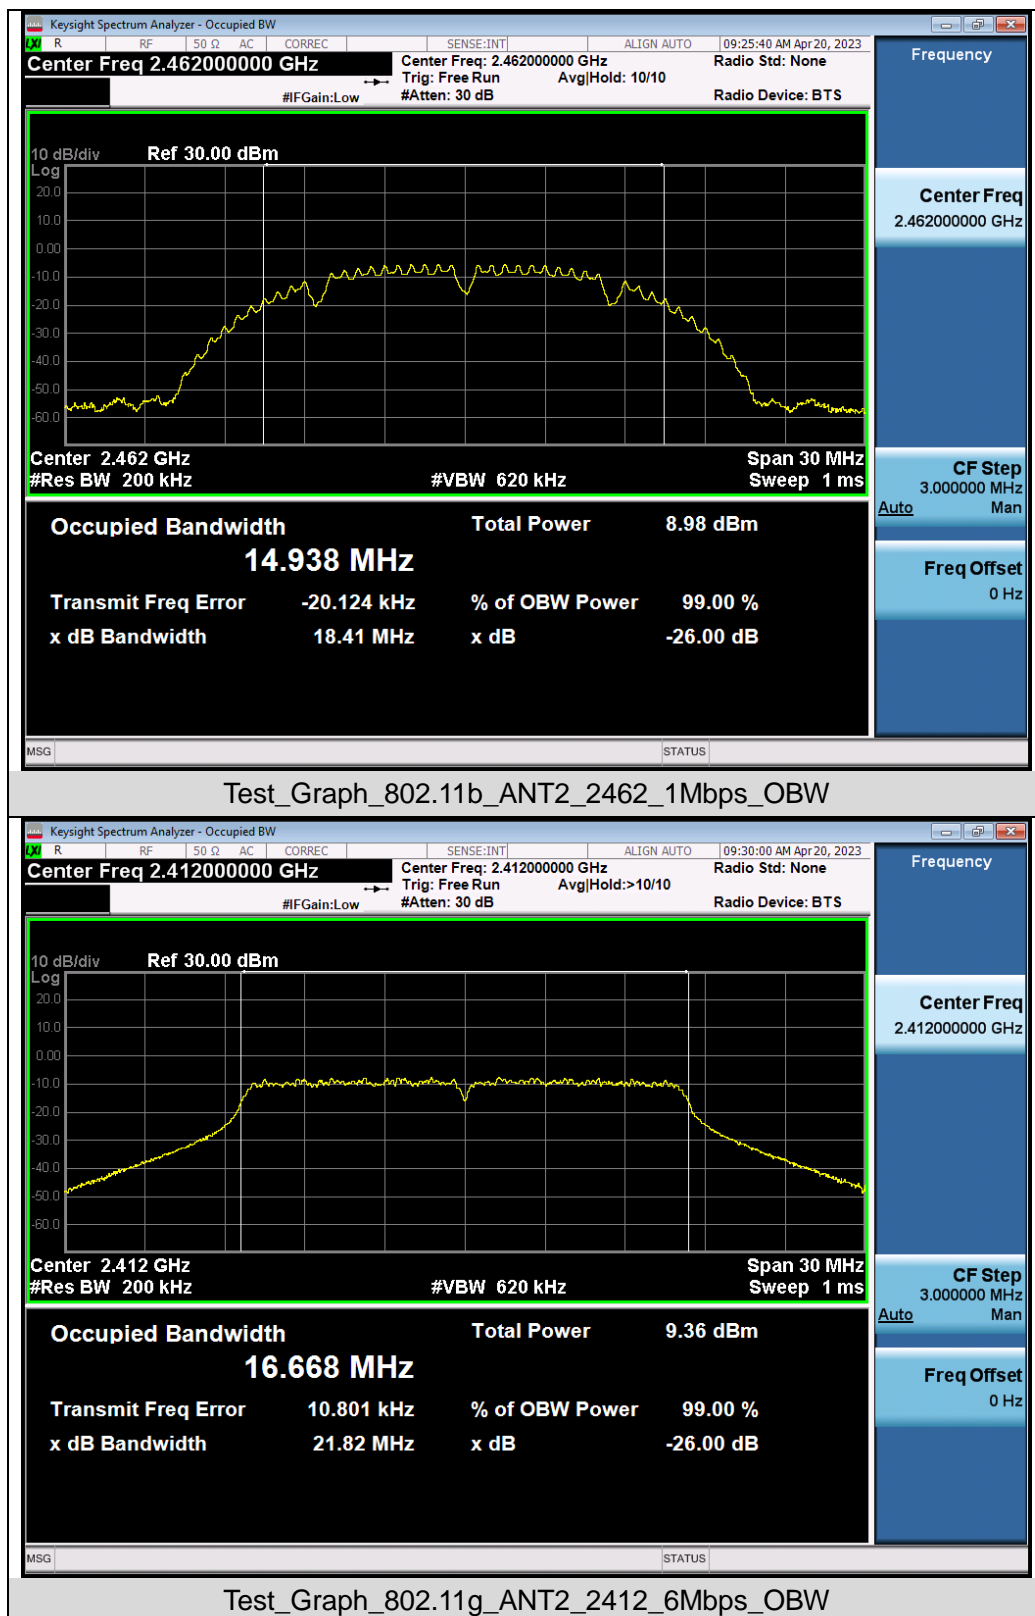 Keysight Spectrum Analyzer - Occupied BW
LXI R RF 50 Ω AC CORREC SENSE:INT ALIGN AUTO 09:25:40 AM Apr 20, 2023
Center Freq 2.462000000 GHz
Center Freq: 2.462000000 GHz Radio Std: None
Trig: Free Run Avg|Hold: 10/10
#IFGain:Low #Atten: 30 dB Radio Device: BTS
Frequency
10 dB/div Ref 30.00 dBm
Log
20.0
10.0
0.00
-10.0
-20.0
-30.0
-40.0
-50.0
-60.0
Center 2.462 GHz Span 30 MHz
#Res BW 200 kHz #VBW 620 kHz Sweep 1 ms
Center Freq
2.462000000 GHz
CF Step
3.000000 MHz
Auto Man
Freq Offset
0 Hz
Occupied Bandwidth Total Power 8.98 dBm
14.938 MHz
Transmit Freq Error -20.124 kHz % of OBW Power 99.00 %
x dB Bandwidth 18.41 MHz x dB -26.00 dB
MSG STATUS
Test_Graph_802.11b_ANT2_2462_1Mbps_OBW
Keysight Spectrum Analyzer - Occupied BW
LXI R RF 50 Ω AC CORREC SENSE:INT ALIGN AUTO 09:30:00 AM Apr 20, 2023
Center Freq 2.412000000 GHz
Center Freq: 2.412000000 GHz Radio Std: None
Trig: Free Run Avg|Hold:>10/10
#IFGain:Low #Atten: 30 dB Radio Device: BTS
Frequency
10 dB/div Ref 30.00 dBm
Log
20.0
10.0
0.00
-10.0
-20.0
-30.0
-40.0
-50.0
-60.0
Center 2.412 GHz Span 30 MHz
#Res BW 200 kHz #VBW 620 kHz Sweep 1 ms
Center Freq
2.412000000 GHz
CF Step
3.000000 MHz
Auto Man
Freq Offset
0 Hz
Occupied Bandwidth Total Power 9.36 dBm
16.668 MHz
Transmit Freq Error 10.801 kHz % of OBW Power 99.00 %
x dB Bandwidth 21.82 MHz x dB -26.00 dB
MSG STATUS
Test_Graph_802.11g_ANT2_2412_6Mbps_OBW